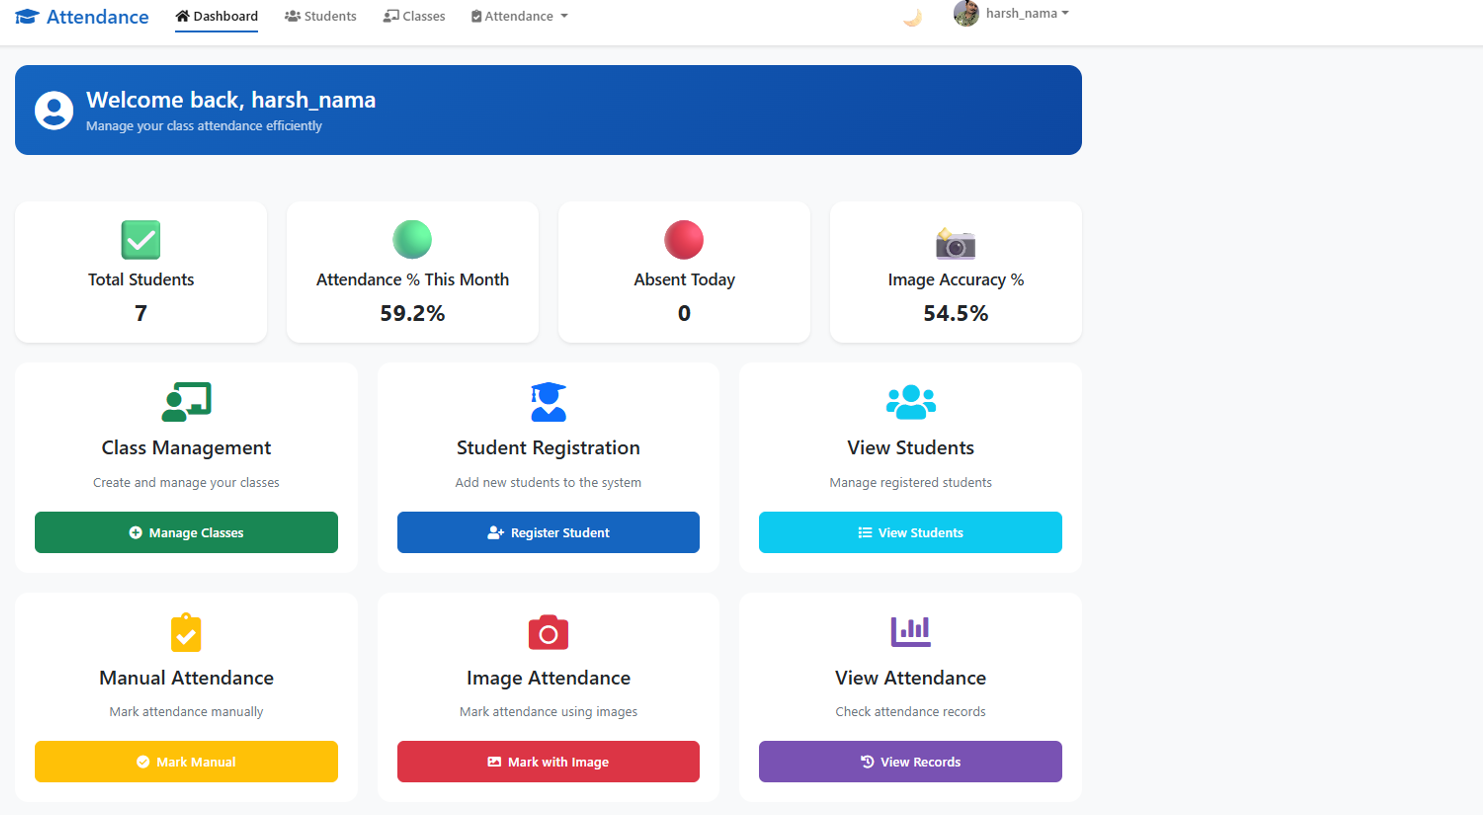 Attendance Dashboard Students Classes Attendance harsh_nama
Welcome back, harsh_nama
Manage your class attendance efficiently
Total Students Attendance % This Month Absent Today Image Accuracy %
7 59.2% 0 54.5%
Class Management Student Registration View Students
Create and manage your classes Add new students to the system Manage registered students
Manage Classes Register Student View Students
Manual Attendance Image Attendance View Attendance
Mark attendance manually Mark attendance using images Check attendance records
Mark Manual Mark with Image View Records